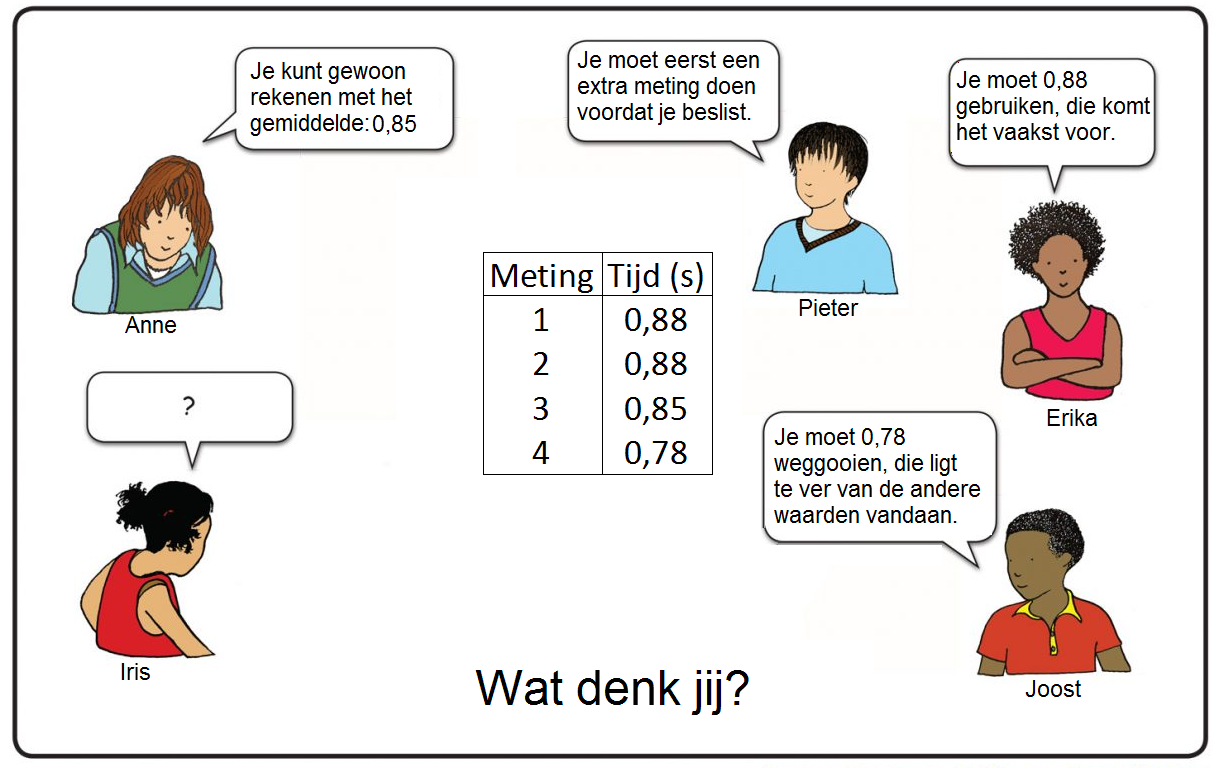 Je kunt gewoon
rekenen met het
gemiddelde: 0,85
Anne
Je moet eerst een
extra meting doen
voordat je beslist.
Pieter
Je moet 0,88
gebruiken, die komt
het vaakst voor.
Erika
Meting Tijd (s)
1 0,88
2 0,88
3 0,85
4 0,78
?
Iris
Je moet 0,78
weggooien, die ligt
te ver van de andere
waarden vandaan.
Joost
Wat denk jij?